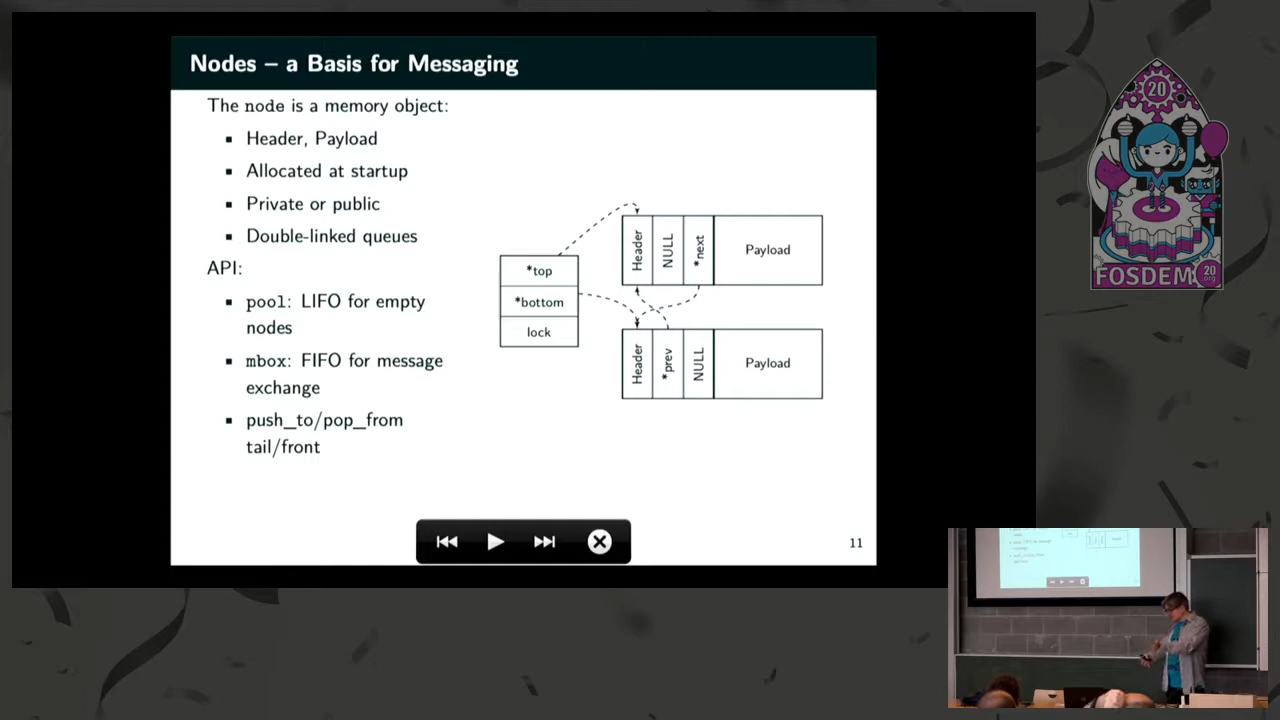 Nodes – a Basis for Messaging
The node is a memory object:
▪ Header, Payload
▪ Allocated at startup
▪ Private or public
▪ Double-linked queues
API:
▪ pool: LIFO for empty
nodes
▪ mbox: FIFO for message
exchange
▪ push_to/pop_from
tail/front
*top
*bottom
lock
Header
NULL
*next
Payload
Header
*prev
NULL
Payload
11
20
FOSDEM
20
.org